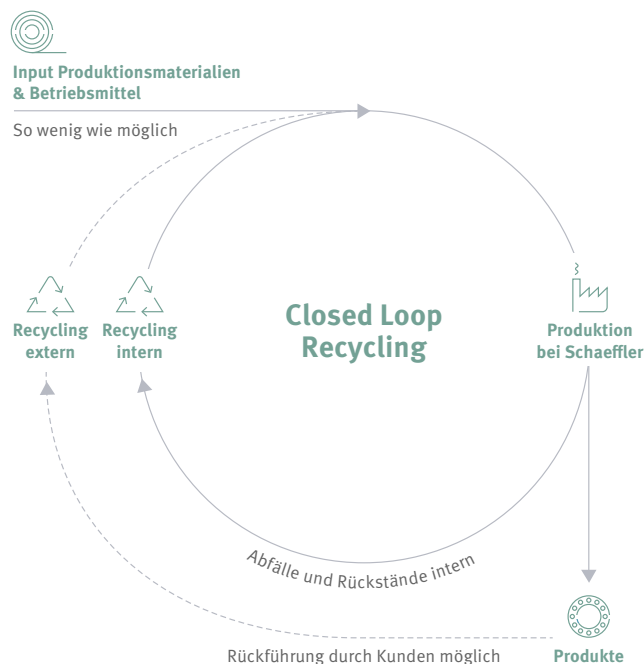 Input Produktionsmaterialien
& Betriebsmittel
So wenig wie möglich
Recycling
extern
Recycling
intern
Closed Loop
Recycling
Produktion
bei Schaeffler
Abfälle und Rückstände intern
Rückführung durch Kunden möglich
Produkte